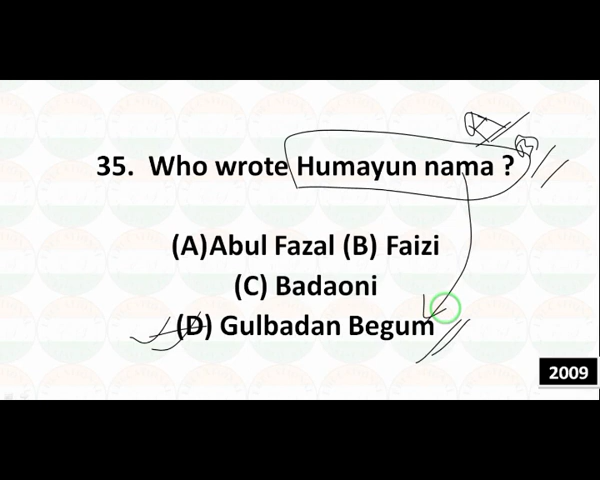 35. Who wrote Humayun nama ?
(A)Abul Fazal (B) Faizi
(C) Badaoni
(D) Gulbadan Begum
2009